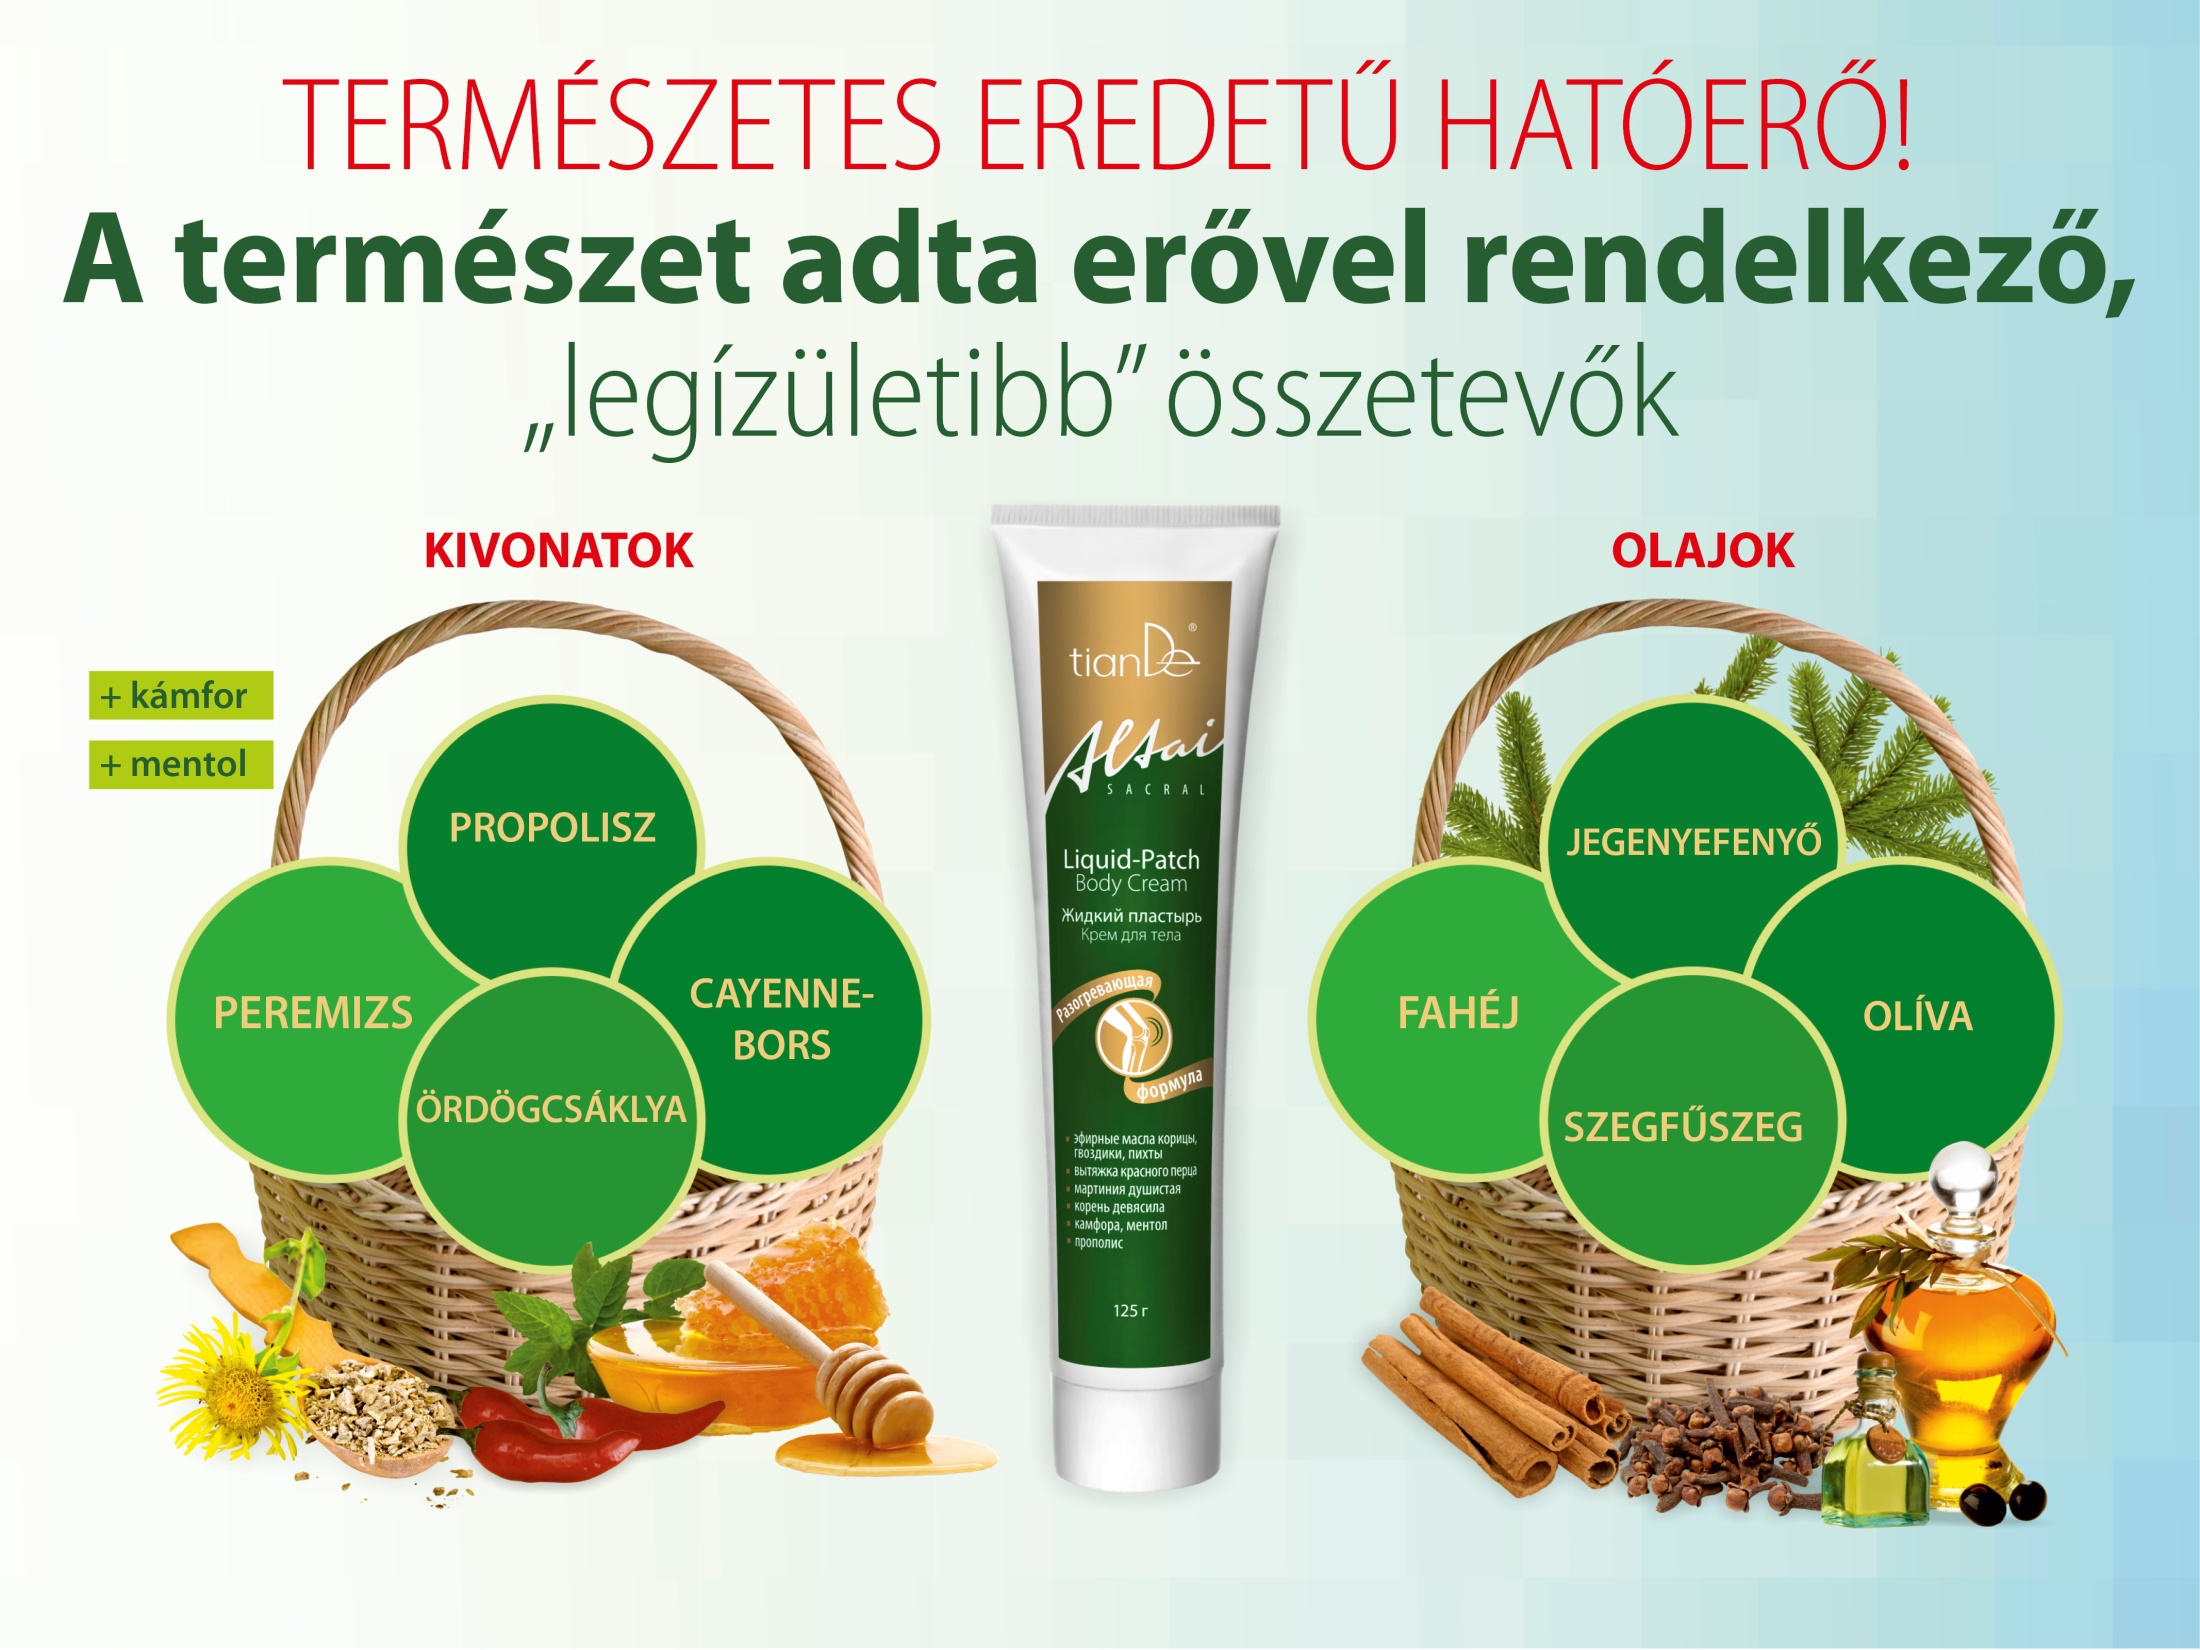 TERMÉSZETES EREDETŰ HATÓERŐ!
A természet adta erővel rendelkező,
„legízületibb” összetevők
KIVONATOK
+ kámfor
+ mentol
PROPOLISZ
PEREMIZS
CAYENNE-
BORS
ÖRDÖGCSÁKLYA
tianDe®
Altai
SACRAL
Liquid-Patch
Body Cream
Жидкий пластырь
Крем для тела
Разогревающая
формула
▪ эфирные масла корицы,
гвоздики, пихты
▪ вытяжка красного перца
▪ мартиния душистая
▪ корень девясила
▪ камфора, ментол
▪ прополис
125 г
OLAJOK
JEGENYEFENYŐ
FAHÉJ
OLÍVA
SZEGFŰSZEG